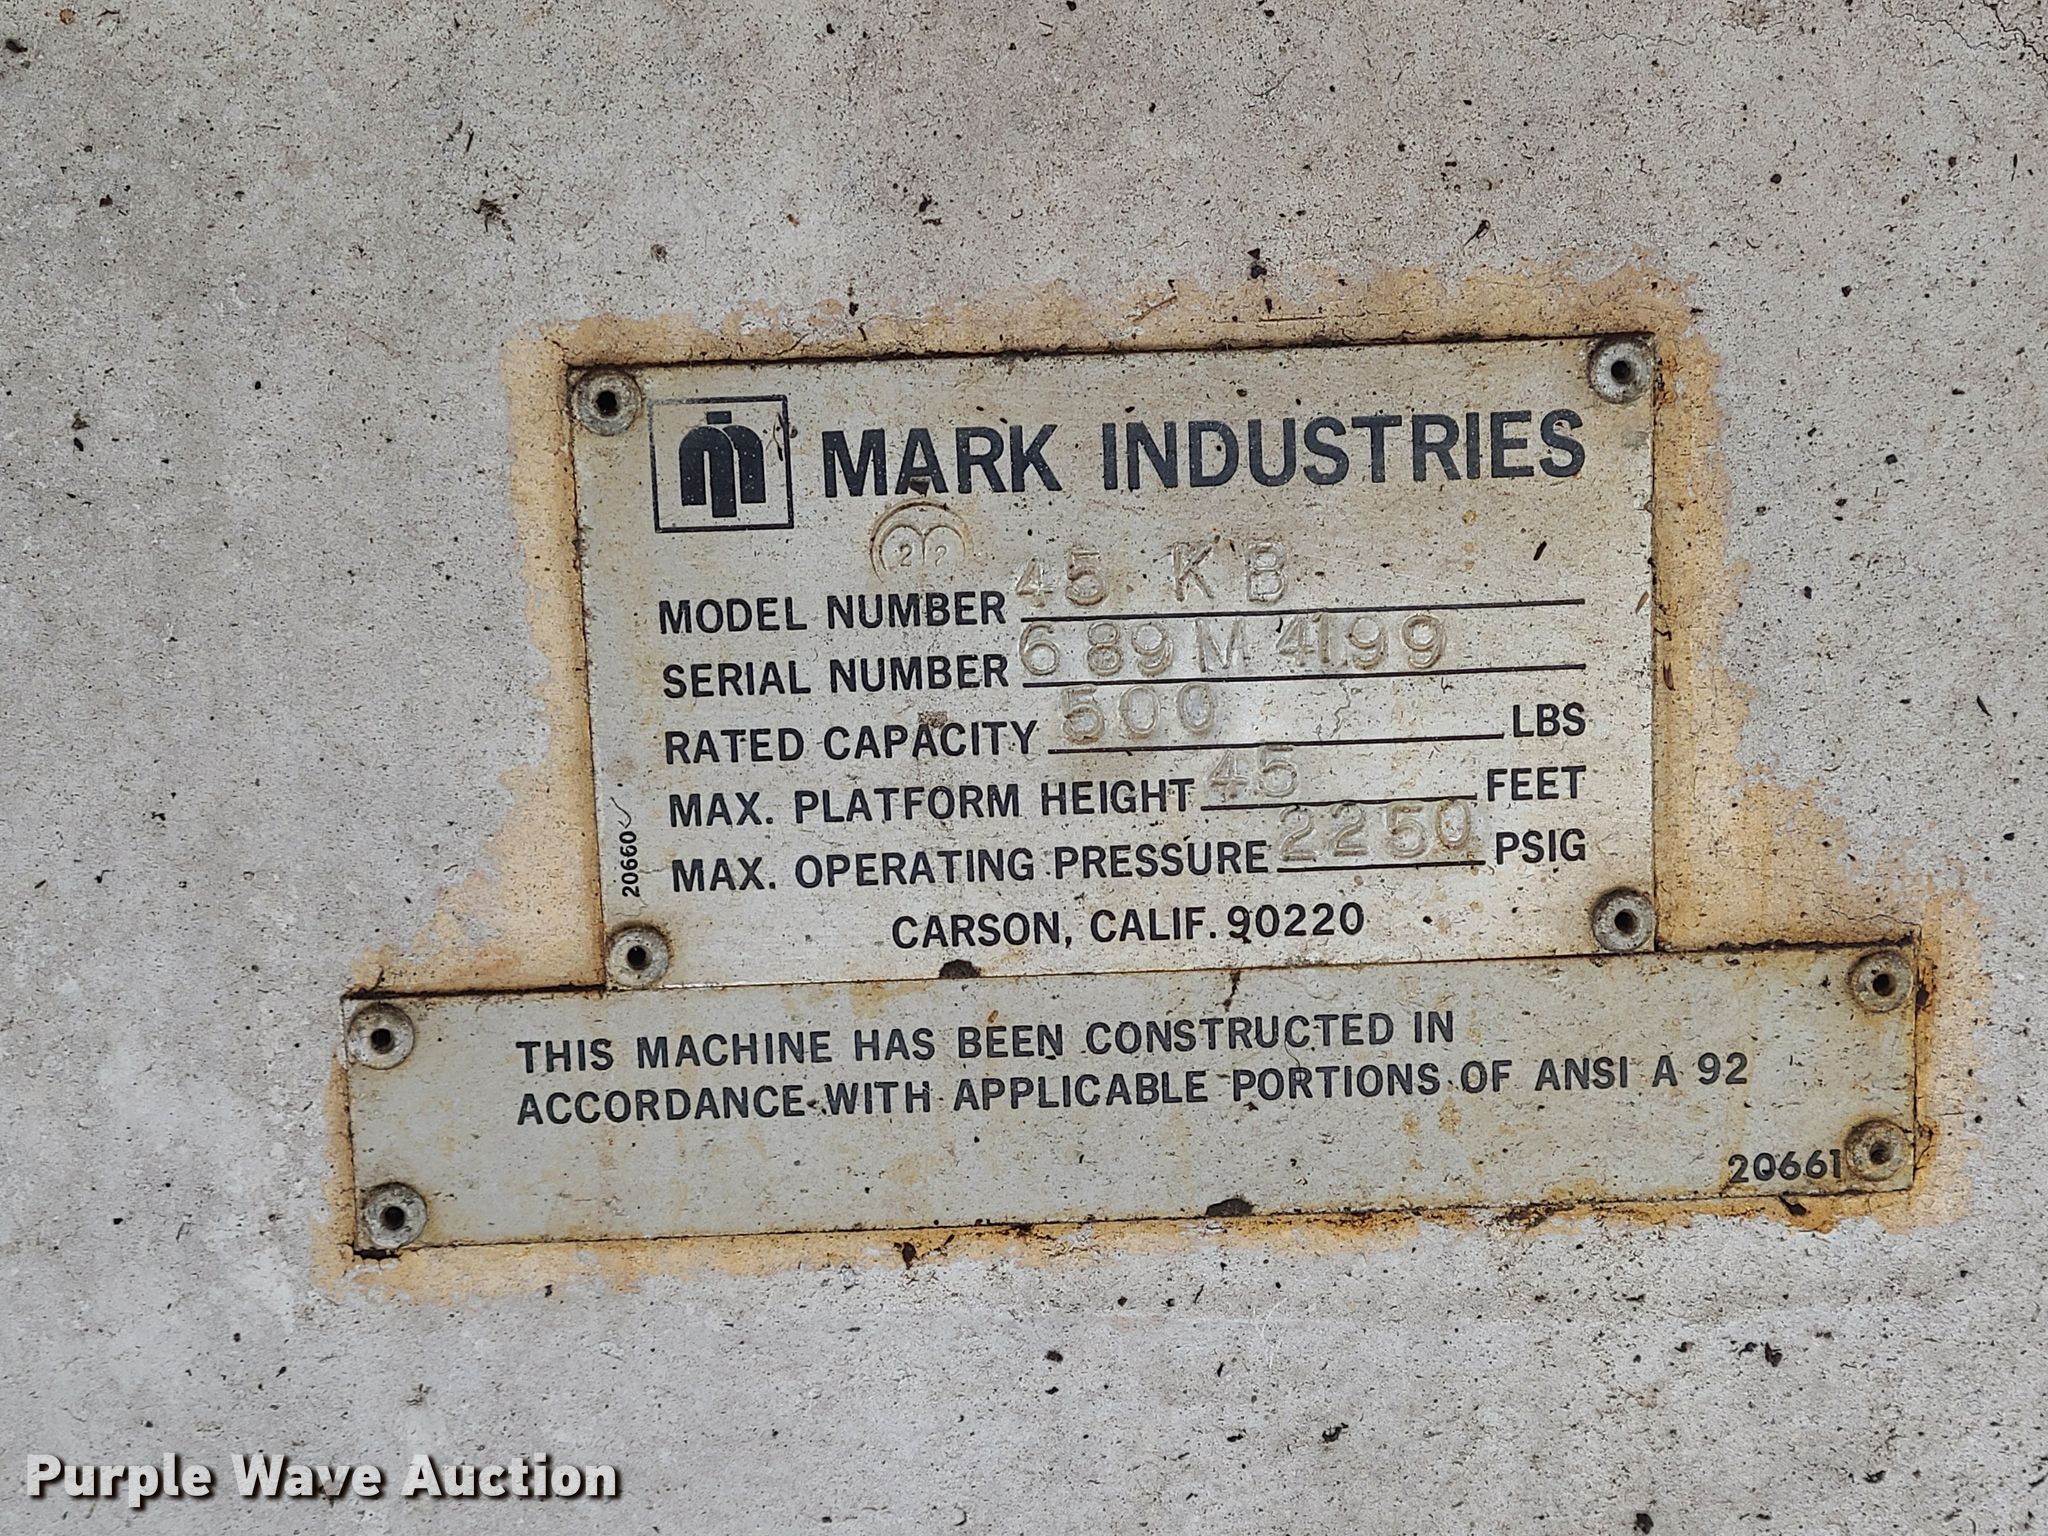 MARK INDUSTRIES
MODEL NUMBER 45 KB
SERIAL NUMBER 689M4199
RATED CAPACITY 500 LBS
MAX. PLATFORM HEIGHT 45 FEET
MAX. OPERATING PRESSURE 2250 PSIG
CARSON, CALIF. 90220
20660
THIS MACHINE HAS BEEN CONSTRUCTED IN
ACCORDANCE WITH APPLICABLE PORTIONS OF ANSI A 92
20661
Purple Wave Auction